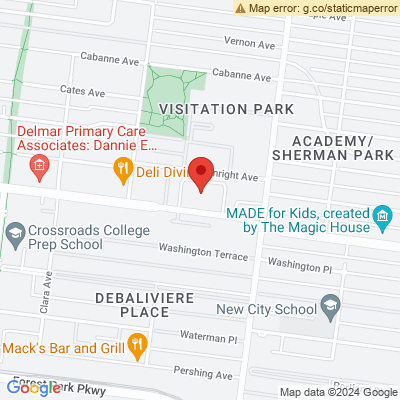 Map error: g.co/staticmaperror
Vernon Ave
Cabanne Ave
Cabanne Ave
Cates Ave
VISITATION PARK
Delmar Primary Care
Associates: Dannie E...
ACADEMY/
SHERMAN PARK
Deli Divi
nright Ave
MADE for Kids, created
by The Magic House
Crossroads College
Prep School
Washington Terrace
Washington Pl
Clara Ave
DEBALIVIERE
PLACE
New City School
Waterman Pl
Mack's Bar and Grill
Pershing Ave
Forest Park Pkwy
Google
Map data ©2024 Google